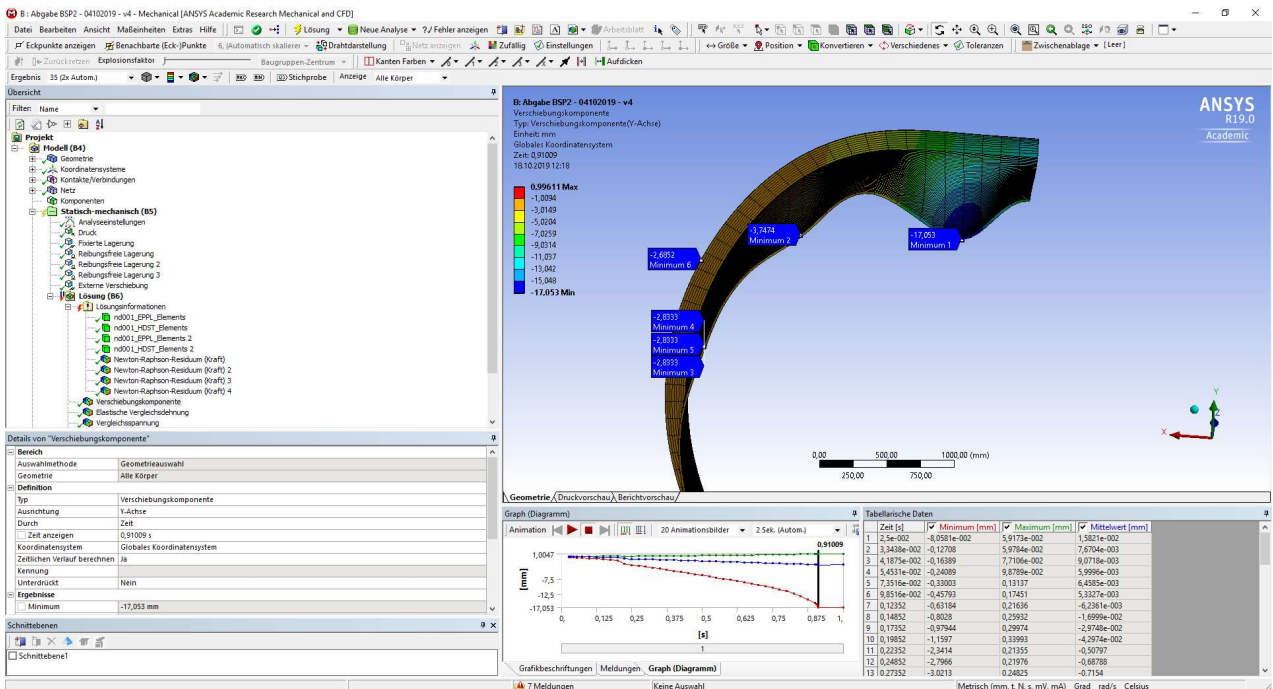 B : Abgabe BSP2 - 04102019 - v4 - Mechanical [ANSYS Academic Research Mechanical and CFD]
Datei Bearbeiten Ansicht Maßeinheiten Extras Hilfe Lösung Neue Analyse ?/ Fehler anzeigen Arbeitsblatt
Eckpunkte anzeigen Benachbarte (Eck-)Punkte 6, (Automatisch skaliere Drahtdarstellung Netz anzeigen Zufällig Einstellungen Größe Position Konvertieren Verschiedenes Toleranzen Zwischenablage [Leer]
Zurücksetzen Explosionsfaktor Baugruppen-Zentrum Kanten Farben Aufdicken
Ergebnis 35 (2x Autom.) Stichprobe Anzeige Alle Körper
Übersicht
Filter: Name
Projekt
Modell (B4)
Geometrie
Koordinatensysteme
Kontakte/Verbindungen
Netz
Komponenten
Statisch-mechanisch (B5)
Analyseeinstellungen
Druck
Fixierte Lagerung
Reibungsfreie Lagerung
Reibungsfreie Lagerung 2
Reibungsfreie Lagerung 3
Externe Verschiebung
Lösung (B6)
Lösungsinformationen
nd001_EPPL_Elements
nd001_HDST_Elements
nd001_EPPL_Elements 2
nd001_HDST_Elements 2
Newton-Raphson-Residuum (Kraft)
Newton-Raphson-Residuum (Kraft) 2
Newton-Raphson-Residuum (Kraft) 3
Newton-Raphson-Residuum (Kraft) 4
Verschiebungskomponente
Elastische Vergleichsdehnung
Vergleichsspannung
Details von "Verschiebungskomponente"
Bereich
Auswahlmethode Geometrieauswahl
Geometrie Alle Körper
Definition
Typ Verschiebungskomponente
Ausrichtung Y-Achse
Durch Zeit
Zeit anzeigen 0,91009 s
Koordinatensystem Globales Koordinatensystem
Zeitlichen Verlauf berechnen Ja
Kennung
Unterdrückt Nein
Ergebnisse
Minimum -17,053 mm
Schnittebenen
Schnittebene1
B: Abgabe BSP2 - 04102019 - v4
Verschiebungskomponente
Typ: Verschiebungskomponente(Y-Achse)
Einheit: mm
Globales Koordinatensystem
Zeit: 0,91009
18.10.2019 12:18
0,99611 Max
-1,0094
-3,0149
-5,0204
-7,0259
-9,0314
-11,037
-13,042
-15,048
-17,053 Min
ANSYS
R19.0
Academic
-3,7474
Minimum 2
-17,053
Minimum 1
-2,6852
Minimum 6
-2,8333
Minimum 4
-2,8333
Minimum 5
-2,8333
Minimum 3
Y
Z
X
0,00 500,00 1000,00 (mm)
250,00 750,00
Geometrie Druckvorschau Berichtvorschau
Graph (Diagramm)
Animation 20 Animationsbilder 2 Sek. (Autom.)
0,91009
1,0047
-7,5
-12,5
-17,053
[mm]
0, 0,125 0,25 0,375 0,5 0,625 0,75 0,875 1,
[s]
1
Grafikbeschriftungen Meldungen Graph (Diagramm)
Tabellarische Daten
Zeit [s] Minimum [mm] Maximum [mm] Mittelwert [mm]
1 2,5e-002 -8,0581e-002 5,9173e-002 1,5821e-002
2 3,3438e-002 -0,12708 5,9784e-002 7,6704e-003
3 4,1875e-002 -0,16389 7,7106e-002 9,0718e-003
4 5,4531e-002 -0,24089 9,8789e-002 5,9996e-003
5 7,3516e-002 -0,33003 0,13137 6,4585e-003
6 9,8516e-002 -0,45793 0,17451 5,3327e-003
7 0,12352 -0,63184 0,21636 -6,2361e-003
8 0,14852 -0,8028 0,25932 -1,6999e-002
9 0,17352 -0,97944 0,29974 -2,9748e-002
10 0,19852 -1,1597 0,33993 -4,2974e-002
11 0,22352 -2,3414 0,21355 -0,50797
12 0,24852 -2,7966 0,21976 -0,68788
13 0,27352 -3,0213 0,24825 -0,7154
7 Meldungen Keine Auswahl Metrisch (mm, t, N, s, mV, mA) Grad rad/s Celsius